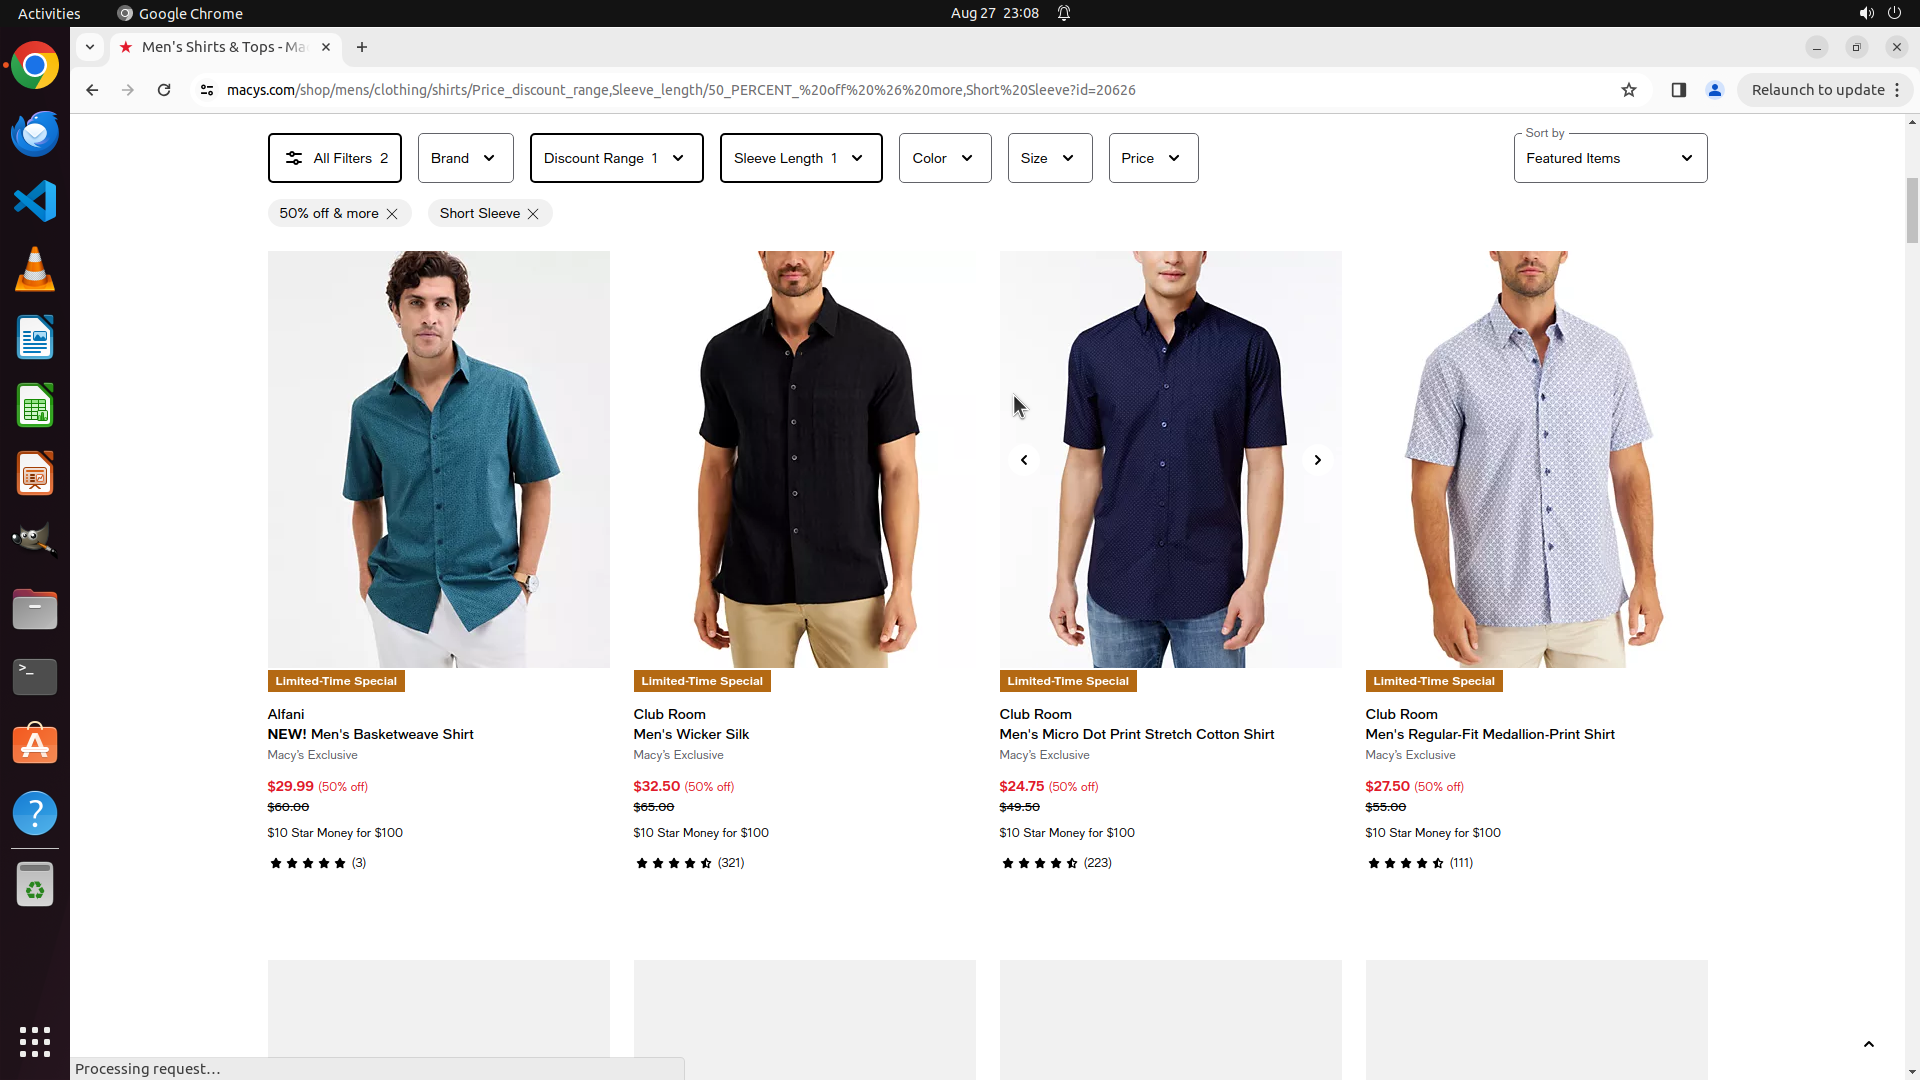 Activities
Google Chrome
Aug 27 23:08
Men's Shirts & Tops - Ma
macys.com/shop/mens/clothing/shirts/Price_discount_range,Sleeve_length/50_PERCENT_%20off%20%26%20more,Short%20Sleeve?id=20626
Relaunch to update
All Filters 2
Brand
Discount Range 1
Sleeve Length 1
Color
Size
Price
Sort by
Featured Items
50% off & more
Short Sleeve
Limited-Time Special
Alfani
NEW! Men's Basketweave Shirt
Macy's Exclusive
$29.99 (50% off)
$60.00
$10 Star Money for $100
(3)
Limited-Time Special
Club Room
Men's Wicker Silk
Macy's Exclusive
$32.50 (50% off)
$65.00
$10 Star Money for $100
(321)
Limited-Time Special
Club Room
Men's Micro Dot Print Stretch Cotton Shirt
Macy's Exclusive
$24.75 (50% off)
$49.50
$10 Star Money for $100
(223)
Limited-Time Special
Club Room
Men's Regular-Fit Medallion-Print Shirt
Macy's Exclusive
$27.50 (50% off)
$55.00
$10 Star Money for $100
(111)
Processing request…